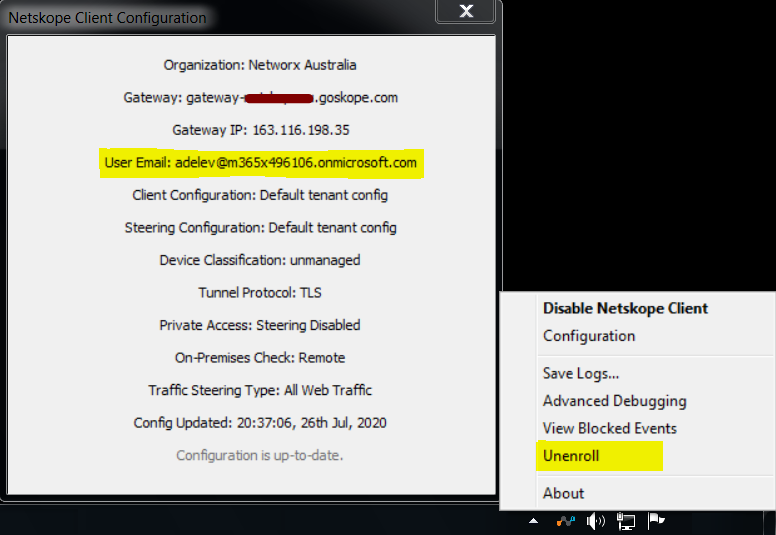 Netskope Client Configuration
X
Organization: Networx Australia
Gateway: gateway- .goskope.com
Gateway IP: 163.116.198.35
User Email: adelev@m365x496106.onmicrosoft.com
Client Configuration: Default tenant config
Steering Configuration: Default tenant config
Device Classification: unmanaged
Tunnel Protocol: TLS
Private Access: Steering Disabled
On-Premises Check: Remote
Traffic Steering Type: All Web Traffic
Config Updated: 20:37:06, 26th Jul, 2020
Configuration is up-to-date.
Disable Netskope Client
Configuration
Save Logs...
Advanced Debugging
View Blocked Events
Unenroll
About